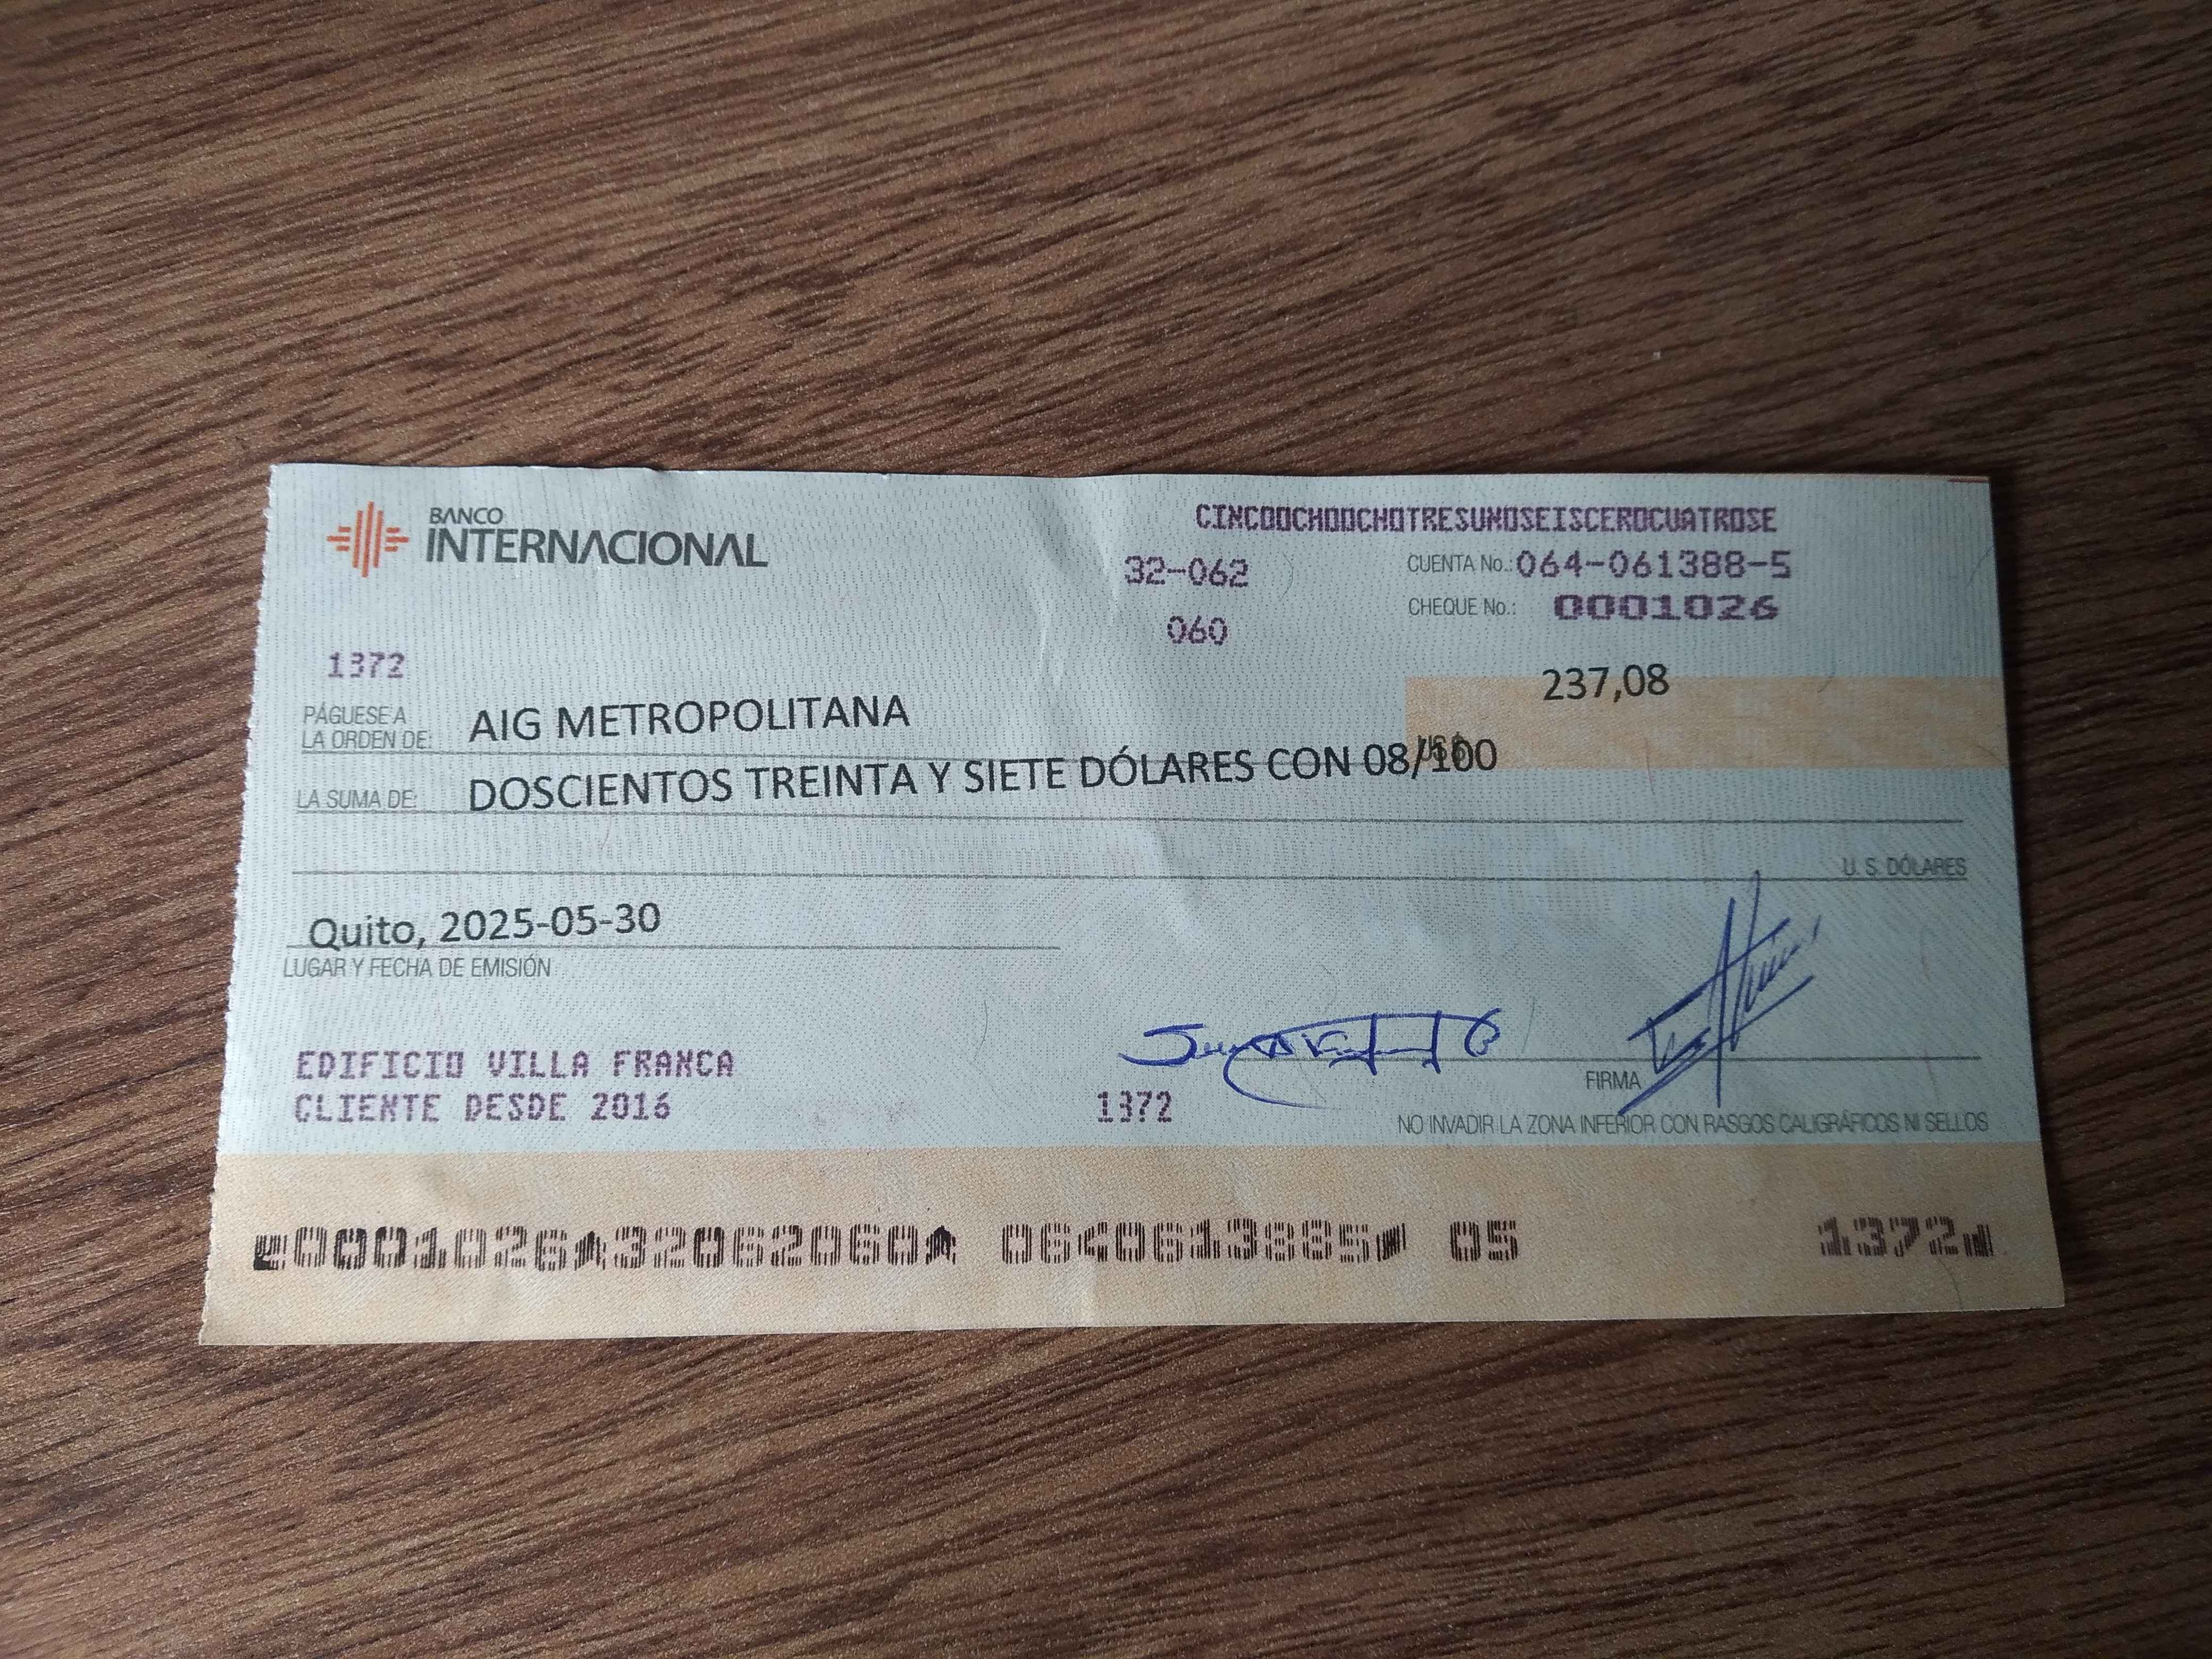 BANCO
INTERNACIONAL
CINCOOCHOOCHOTRESUNOSEISCEROCUATROSE
32-062
CUENTA No.: 064-061388-5
060
CHEQUE No.: 0001026
1372
237,08
PÁGUESE A
LA ORDEN DE: AIG METROPOLITANA
US$
LA SUMA DE: DOSCIENTOS TREINTA Y SIETE DÓLARES CON 08/100
U. S. DÓLARES
Quito, 2025-05-30
LUGAR Y FECHA DE EMISIÓN
EDIFICIO VILLA FRANCA
CLIENTE DESDE 2016
1372
FIRMA
NO INVADIR LA ZONA INFERIOR CON RASGOS CALIGRÁFICOS NI SELLOS
⑈0001026⑆32062060⑆ 0640613885⑈ 05 1372⑈